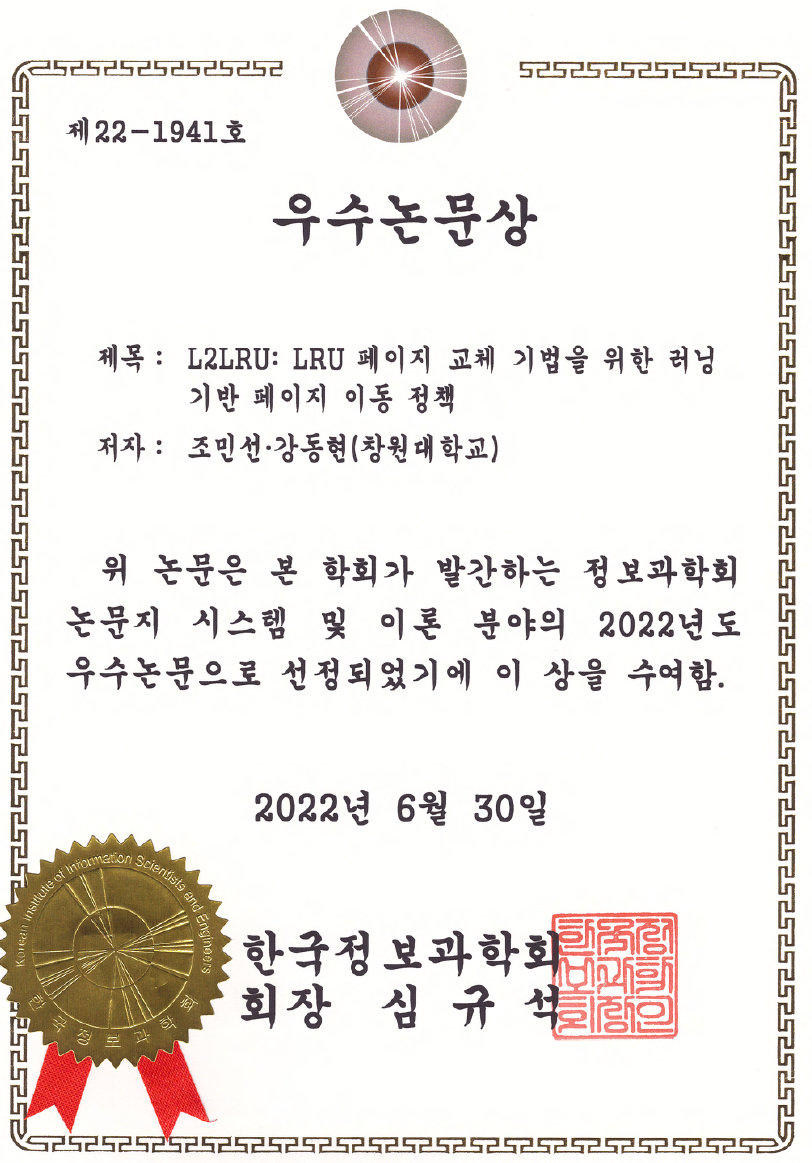 제22-1941호
우수논문상
제목 : L2LRU: LRU 페이지 교체 기법을 위한 러닝
기반 페이지 이동 정책
저자 : 조민선·강동현(창원대학교)
위 논문은 본 학회가 발간하는 정보과학회
논문지 시스템 및 이론 분야의 2022년도
우수논문으로 선정되었기에 이 상을 수여함.
2022년 6월 30일
Korean Institute of Information Scientists and Engineers
한국정보과학회
한국정보과학회
회장 심규석
한국정
보과학
회장인